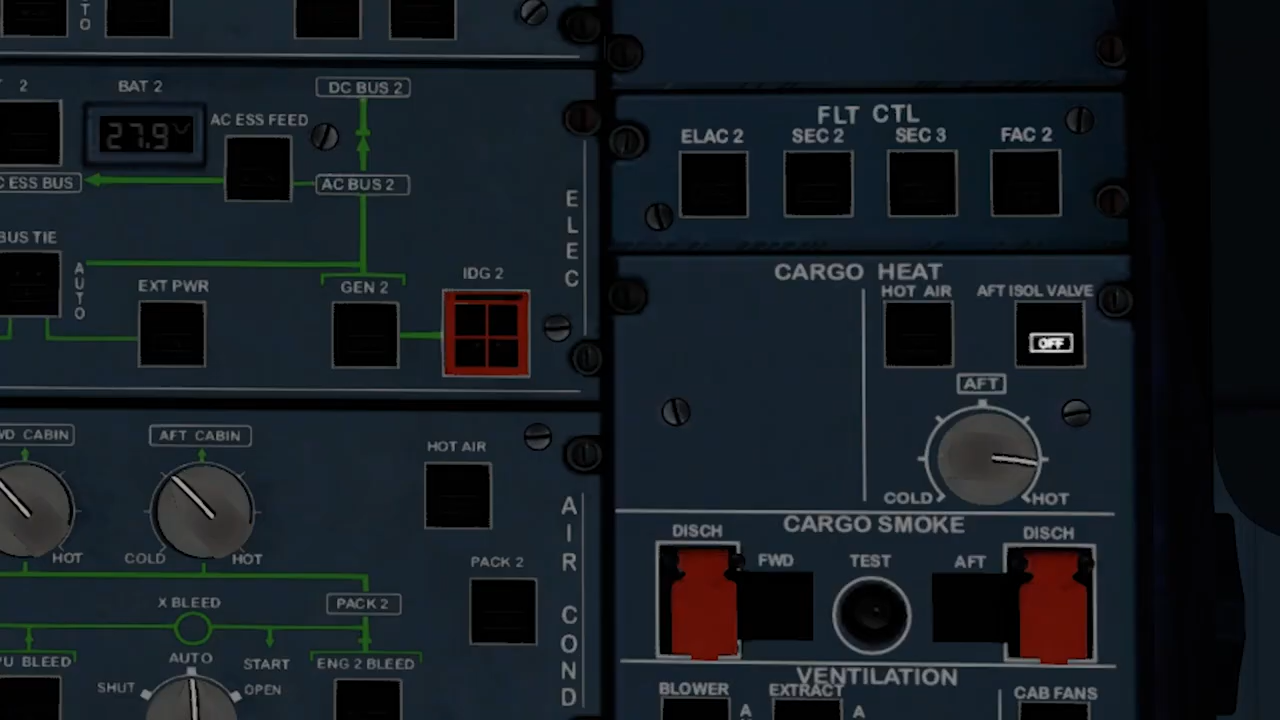 T
O
2
BAT 2
DC BUS 2
27.9V
AC ESS FEED
ESS BUS
AC BUS 2
BUS TIE
AUTO
EXT PWR
GEN 2
IDG 2
ELEC
FLT CTL
ELAC 2
SEC 2
SEC 3
FAC 2
CARGO HEAT
HOT AIR
AFT ISOL VALVE
OFF
AFT
COLD
HOT
CABIN
AFT CABIN
HOT AIR
HOT
COLD
HOT
PACK 2
AIR COND
X BLEED
PACK 2
BLEED
AUTO
START
ENG 2 BLEED
SHUT
OPEN
CARGO SMOKE
DISCH
FWD
TEST
AFT
DISCH
VENTILATION
BLOWER
EXTRACT
CAB FANS
A
A